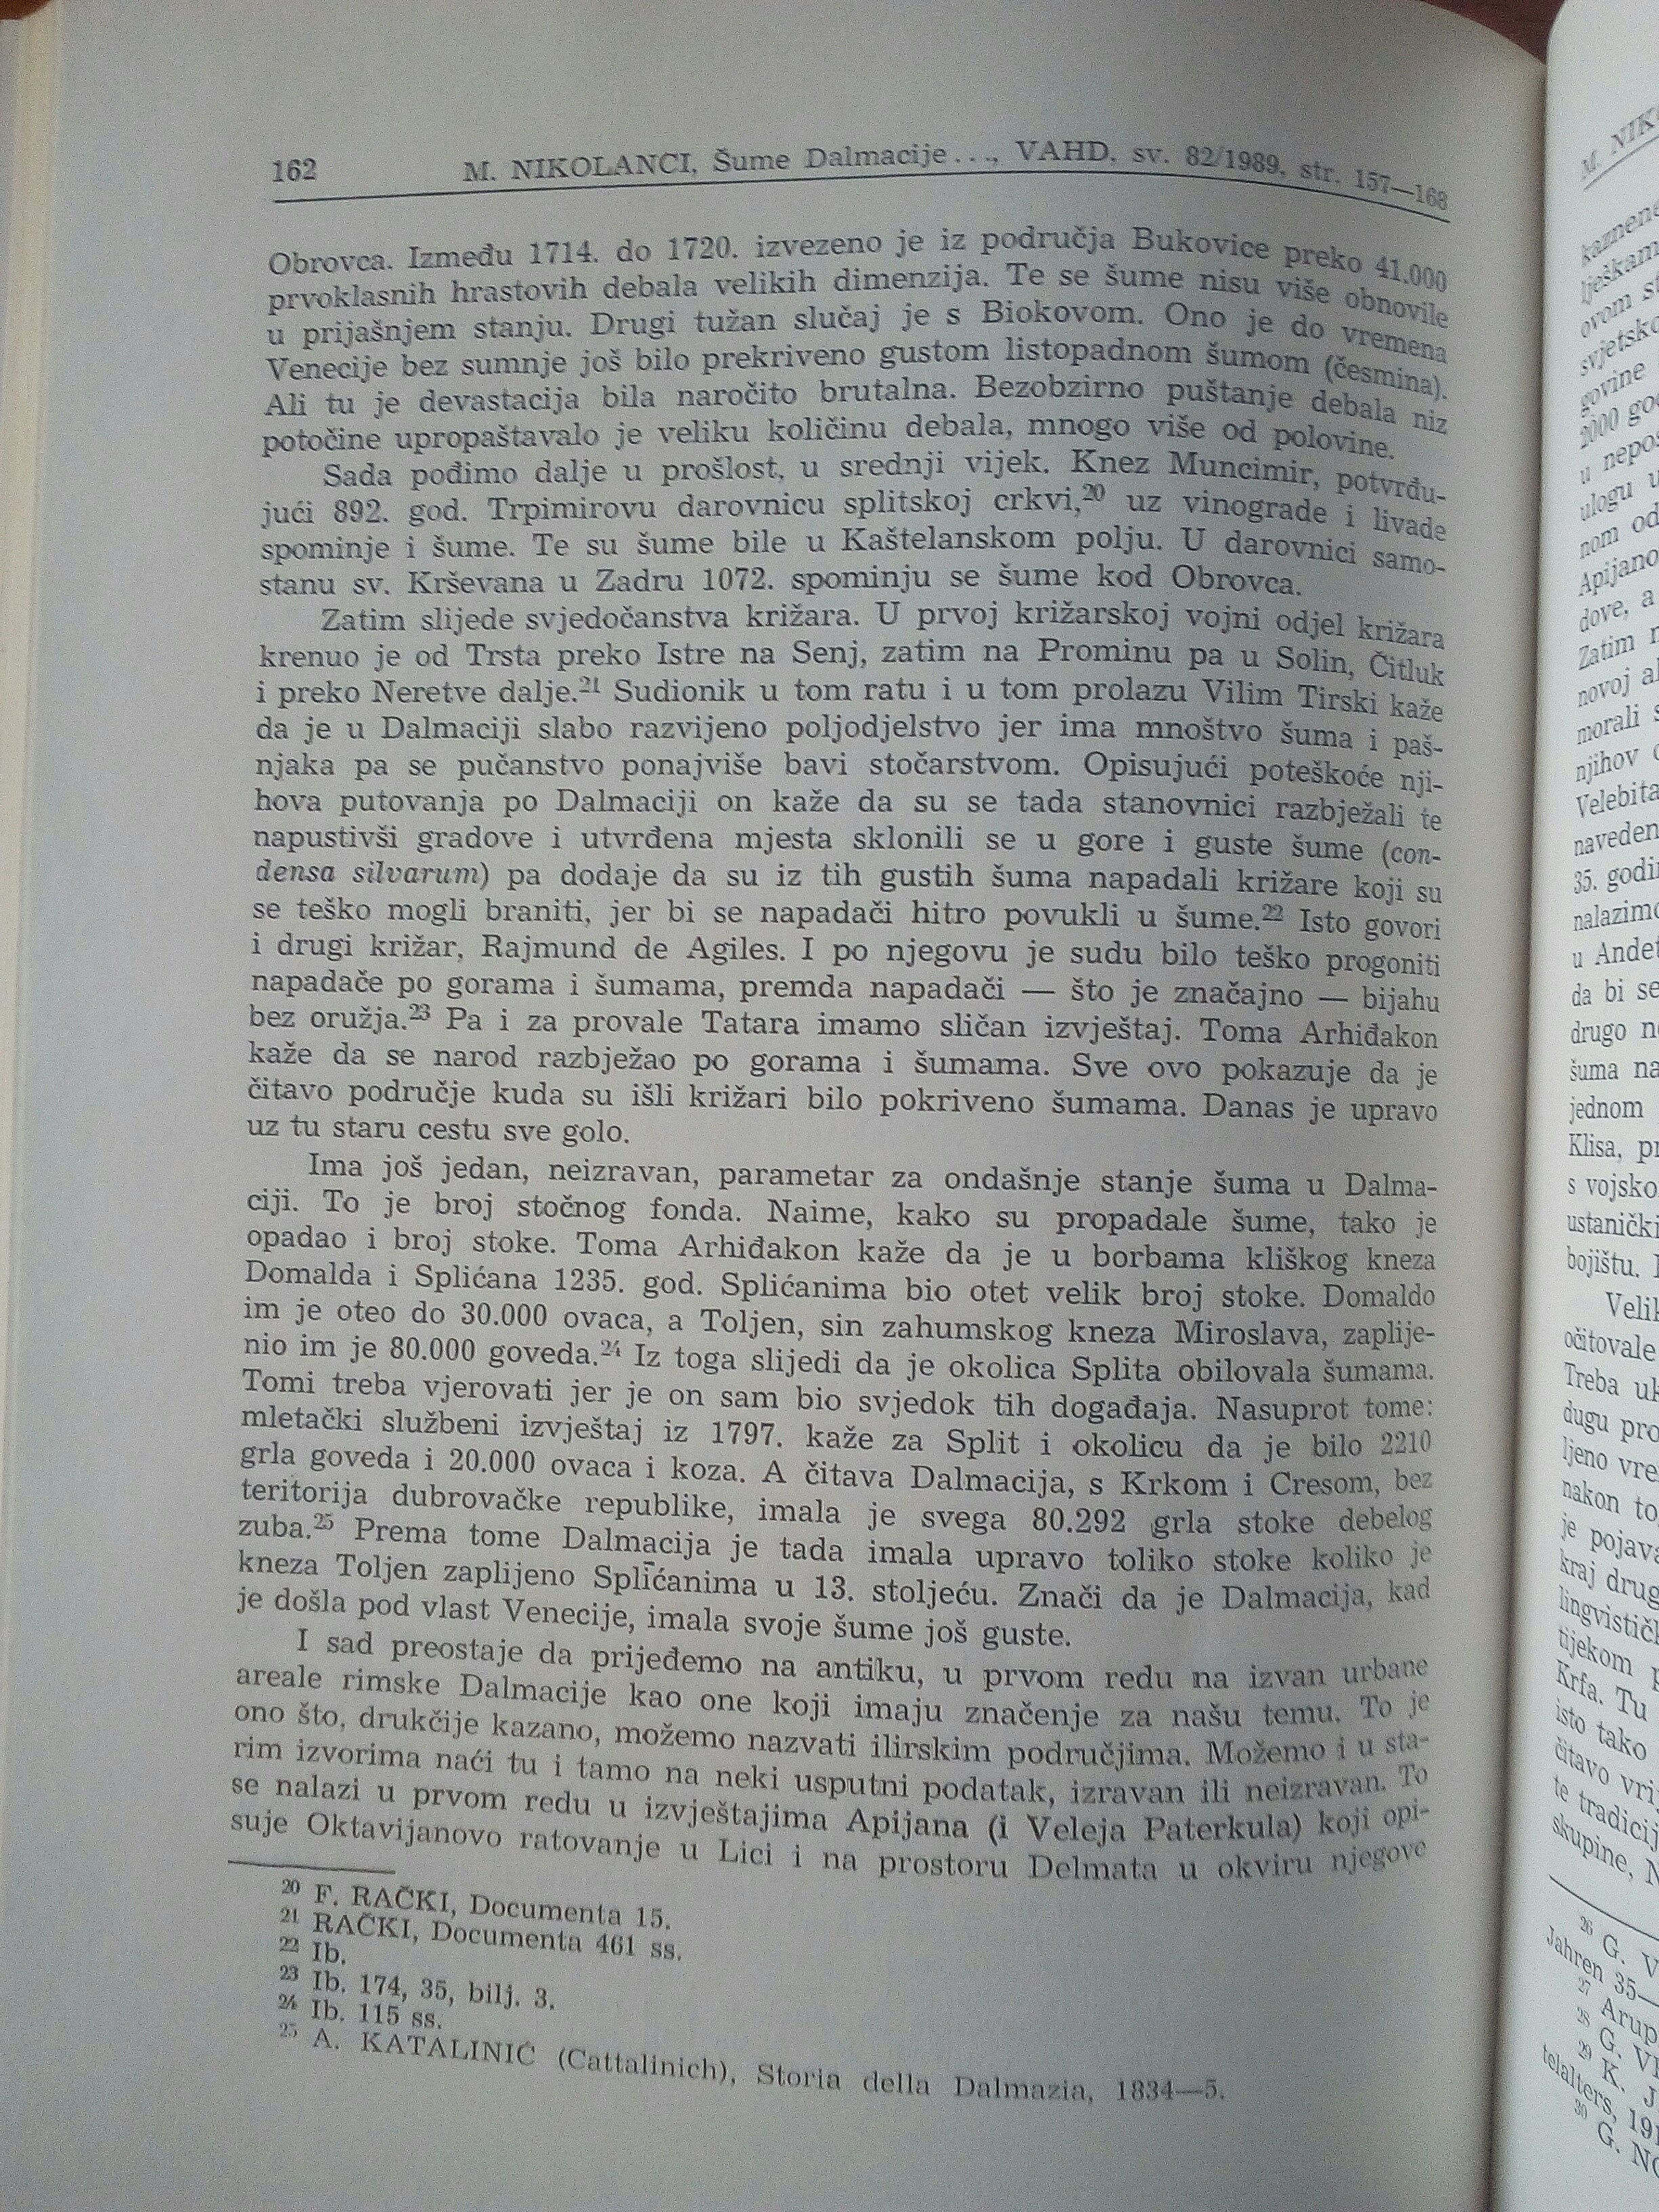 162 M. NIKOLANCI, Šume Dalmacije..., VAHD, sv. 82/1989, str. 157—168
Obrovca. Između 1714. do 1720. izvezeno je iz područja Bukovice preko 41.000
prvoklasnih hrastovih debala velikih dimenzija. Te se šume nisu više obnovile
u prijašnjem stanju. Drugi tužan slučaj je s Biokovom. Ono je do vremena
Venecije bez sumnje još bilo prekriveno gustom listopadnom šumom (česmina).
Ali tu je devastacija bila naročito brutalna. Bezobzirno puštanje debala niz
potočine upropaštavalo je veliku količinu debala, mnogo više od polovine.
Sada pođimo dalje u prošlost, u srednji vijek. Knez Muncimir, potvrđu-
jući 892. god. Trpimirovu darovnicu splitskoj crkvi,²⁰ uz vinograde i livade
spominje i šume. Te su šume bile u Kaštelanskom polju. U darovnici samo-
stanu sv. Krševana u Zadru 1072. spominju se šume kod Obrovca.
Zatim slijede svjedočanstva križara. U prvoj križarskoj vojni odjel križara
krenuo je od Trsta preko Istre na Senj, zatim na Prominu pa u Solin, Čitluk
i preko Neretve dalje.²¹ Sudionik u tom ratu i u tom prolazu Vilim Tirski kaže
da je u Dalmaciji slabo razvijeno poljodjelstvo jer ima mnoštvo šuma i paš-
njaka pa se pučanstvo ponajviše bavi stočarstvom. Opisujući poteškoće nji-
hova putovanja po Dalmaciji on kaže da su se tada stanovnici razbježali te
napustivši gradove i utvrđena mjesta sklonili se u gore i guste šume (con-
densa silvarum) pa dodaje da su iz tih gustih šuma napadali križare koji su
se teško mogli braniti, jer bi se napadači hitro povukli u šume.²² Isto govori
i drugi križar, Rajmund de Agiles. I po njegovu je sudu bilo teško progoniti
napadače po gorama i šumama, premda napadači — što je značajno — bijahu
bez oružja.²³ Pa i za provale Tatara imamo sličan izvještaj. Toma Arhiđakon
kaže da se narod razbježao po gorama i šumama. Sve ovo pokazuje da je
čitavo područje kuda su išli križari bilo pokriveno šumama. Danas je upravo
uz tu staru cestu sve golo.
Ima još jedan, neizravan, parametar za ondašnje stanje šuma u Dalma-
ciji. To je broj stočnog fonda. Naime, kako su propadale šume, tako je
opadao i broj stoke. Toma Arhiđakon kaže da je u borbama kliškog kneza
Domalda i Splićana 1235. god. Splićanima bio otet velik broj stoke. Domaldo
im je oteo do 30.000 ovaca, a Toljen, sin zahumskog kneza Miroslava, zaplije-
nio im je 80.000 goveda.²⁴ Iz toga slijedi da je okolica Splita obilovala šumama.
Tomi treba vjerovati jer je on sam bio svjedok tih događaja. Nasuprot tome:
mletački službeni izvještaj iz 1797. kaže za Split i okolicu da je bilo 2210
grla goveda i 20.000 ovaca i koza. A čitava Dalmacija, s Krkom i Cresom, bez
teritorija dubrovačke republike, imala je svega 80.292 grla stoke debelog
zuba.²⁵ Prema tome Dalmacija je tada imala upravo toliko stoke koliko je
kneza Toljen zaplijeno Splićanima u 13. stoljeću. Znači da je Dalmacija, kad
je došla pod vlast Venecije, imala svoje šume još guste.
I sad preostaje da prijeđemo na antiku, u prvom redu na izvan urbane
areale rimske Dalmacije kao one koji imaju značenje za našu temu. To je
ono što, drukčije kazano, možemo nazvati ilirskim područjima. Možemo i u sta-
rim izvorima naći tu i tamo na neki usputni podatak, izravan ili neizravan. To
se nalazi u prvom redu u izvještajima Apijana (i Veleja Paterkula) koji opi-
suje Oktavijanovo ratovanje u Lici i na prostoru Delmata u okviru njegove
²⁰ F. RAČKI, Documenta 15.
²¹ RAČKI, Documenta 461 ss.
²² Ib.
²³ Ib. 174, 35, bilj. 3.
²⁴ Ib. 115 ss.
²⁵ A. KATALINIĆ (Cattalinich), Storia della Dalmazia, 1834—5.